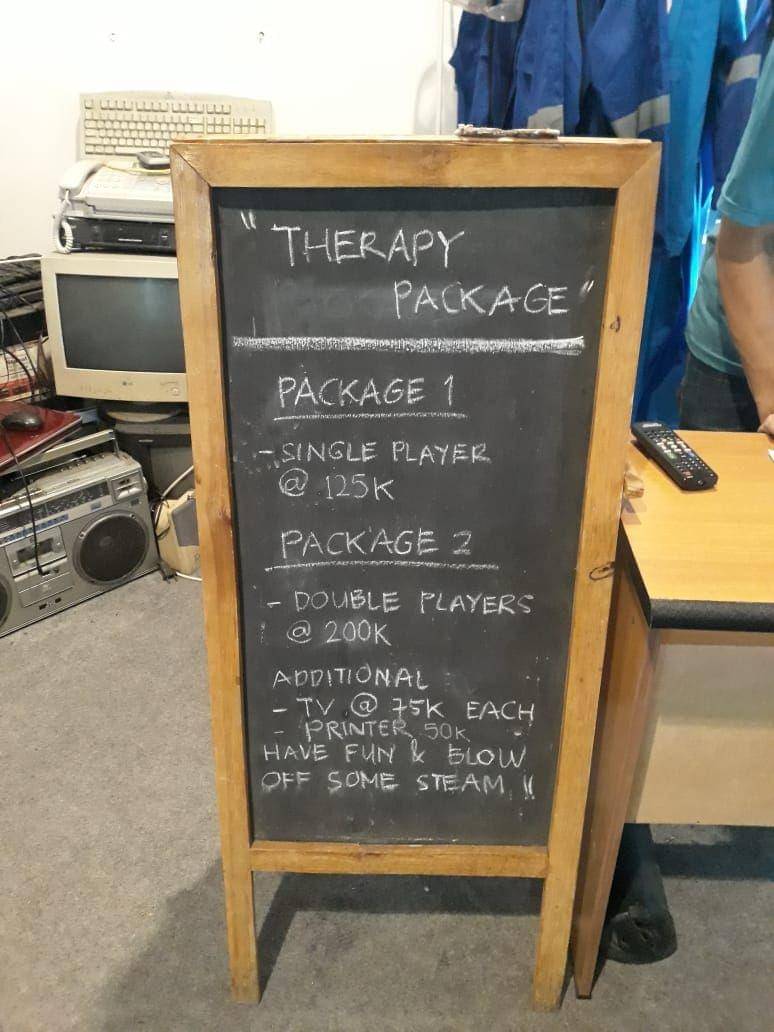 " THERAPY
PACKAGE "
PACKAGE 1
- SINGLE PLAYER
@ 125K
PACKAGE 2
- DOUBLE PLAYERS
@ 200K
ADDITIONAL
- TV @ 75K EACH
- PRINTER 50K
HAVE FUN & BLOW
OFF SOME STEAM !!